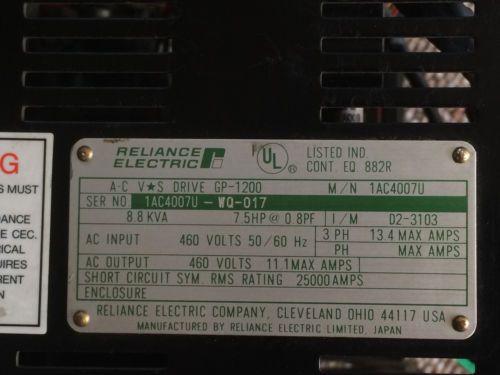 RELIANCE
ELECTRIC
UL
®
LISTED IND.
CONT. EQ. 882R
A-C V★S DRIVE GP-1200 M/N 1AC4007U
SER NO 1AC4007U-WQ-017
8.8 KVA 7.5HP @ 0.8PF I/M D2-3103
AC INPUT 460 VOLTS 50/60 Hz 3 PH 13.4 MAX AMPS
PH MAX AMPS
AC OUTPUT 460 VOLTS 11.1 MAX AMPS
SHORT CIRCUIT SYM. RMS RATING 25000 AMPS
ENCLOSURE
RELIANCE ELECTRIC COMPANY, CLEVELAND OHIO 44117 USA
MANUFACTURED BY RELIANCE ELECTRIC LIMITED, JAPAN
G
S MUST
DANCE
E CEC.
RICAL
UIRES
RENT
N